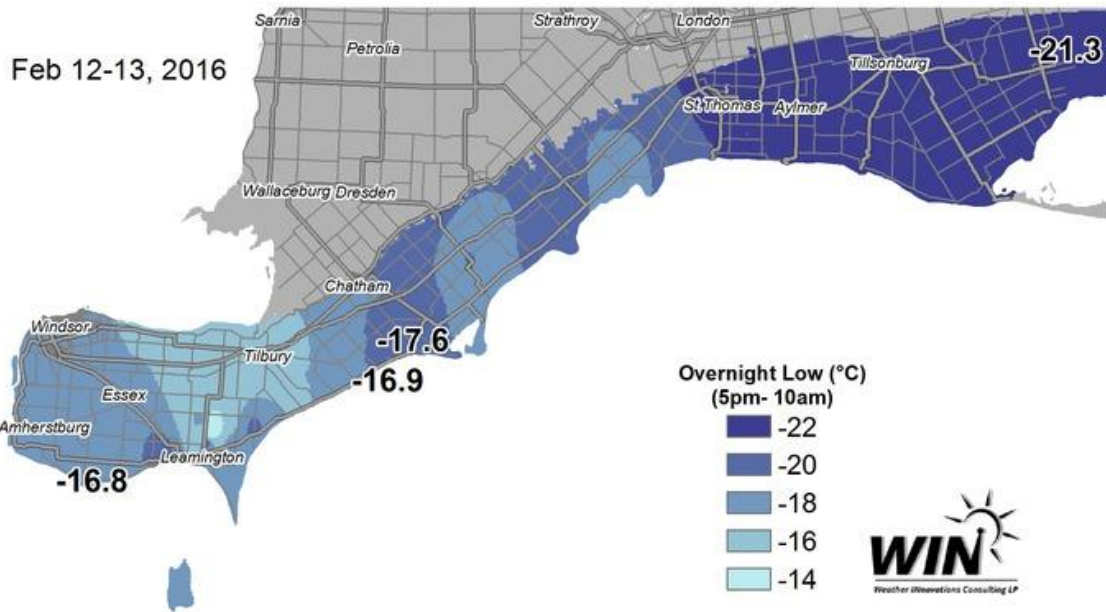 Sarnia
Strathroy
London
Petrolia
Feb 12-13, 2016
-21.3
Tillsonburg
St Thomas
Aylmer
Wallaceburg
Dresden
Chatham
Windsor
-17.6
Tilbury
-16.9
Essex
Amherstburg
Leamington
-16.8
Overnight Low (°C)
(5pm- 10am)
-22
-20
-18
-16
-14
WIN
Weather INnovations Consulting LP